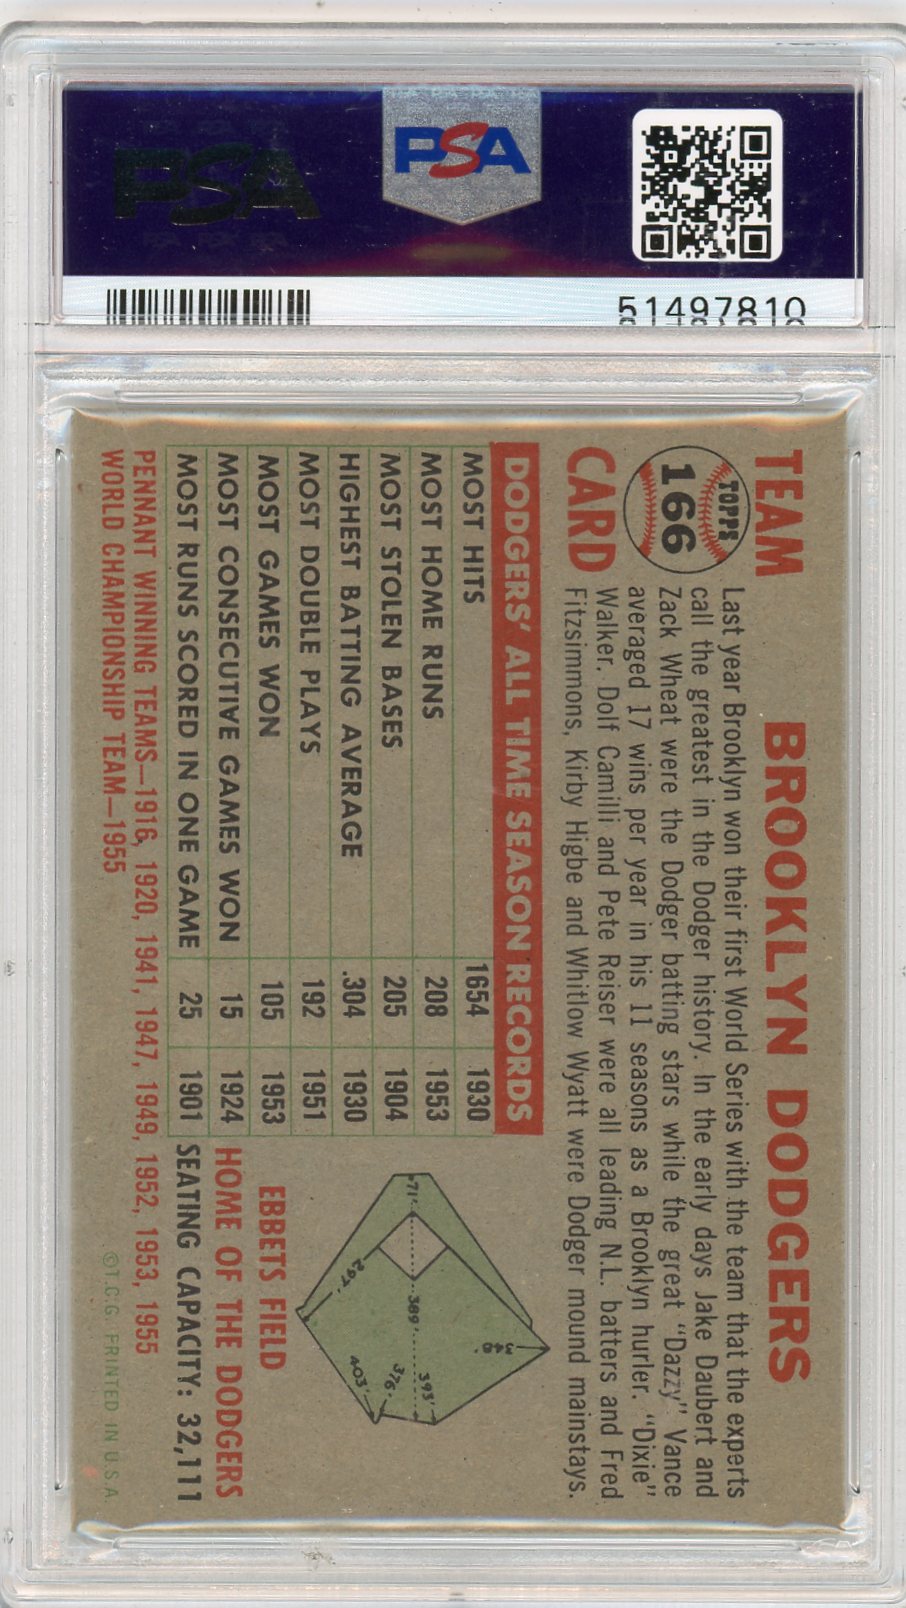 PSA
PSA
51497810
TEAM
CARD
TOPPS
166
BROOKLYN DODGERS
Last year Brooklyn won their first World Series with the team that the experts
call the greatest in the Dodger history. In the early days Jake Daubert and
Zack Wheat were the Dodger batting stars while the great "Dazzy" Vance
averaged 17 wins per year in his 11 seasons as a Brooklyn hurler. "Dixie"
Walker. Dolf Camilli and Pete Reiser were all leading N.L. batters and Fred
Fitzsimmons, Kirby Higbe and Whitlow Wyatt were Dodger mound mainstays.
DODGERS' ALL TIME SEASON RECORDS
MOST HITS 1654 1930
MOST HOME RUNS 208 1953
MOST STOLEN BASES 205 1904
HIGHEST BATTING AVERAGE .304 1930
MOST DOUBLE PLAYS 192 1951
MOST GAMES WON 105 1953
MOST CONSECUTIVE GAMES WON 15 1924
MOST RUNS SCORED IN ONE GAME 25 1901
71'
297'
389'
348'
393'
376'
403'
EBBETS FIELD
HOME OF THE DODGERS
SEATING CAPACITY: 32,111
PENNANT WINNING TEAMS—1916, 1920, 1941, 1947, 1949, 1952, 1953, 1955
WORLD CHAMPIONSHIP TEAM—1955
©T.C.G. PRINTED IN U.S.A.